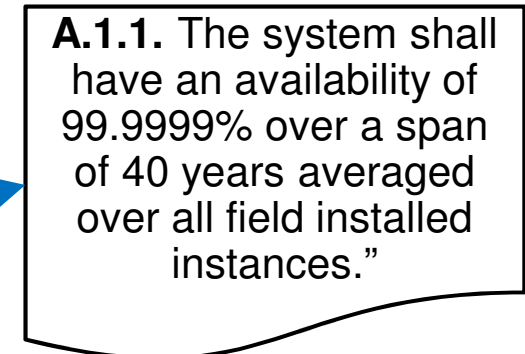 A.1.1. The system shall
have an availability of
99.9999% over a span
of 40 years averaged
over all field installed
instances.”